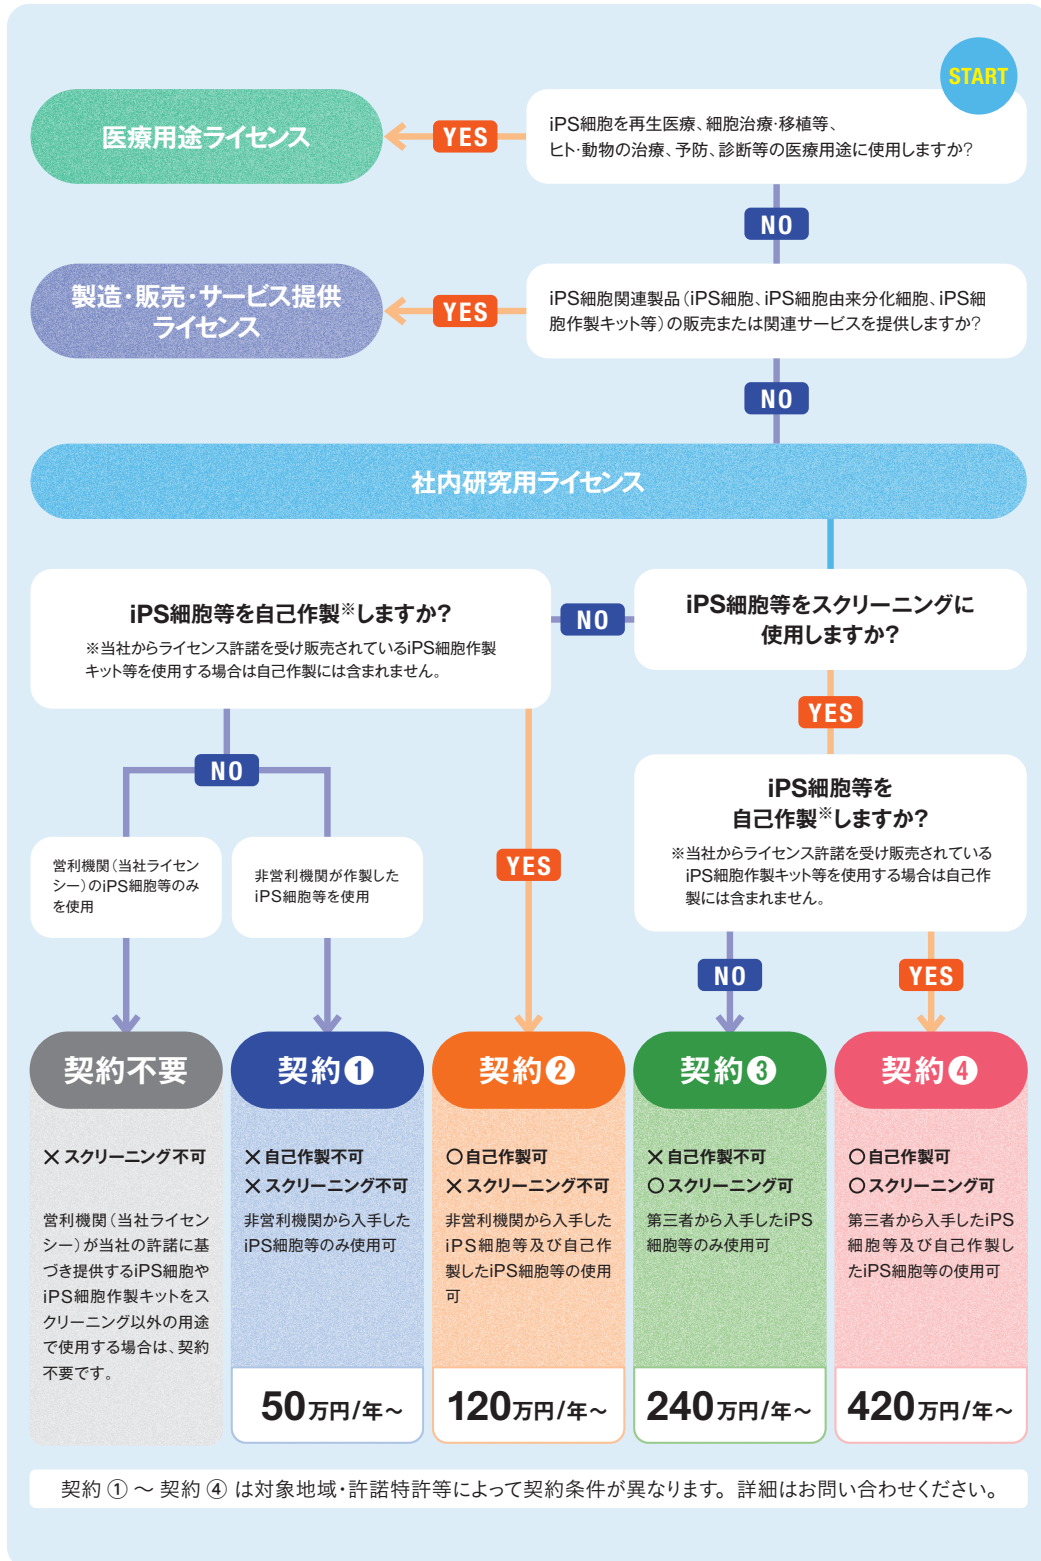 START
iPS細胞を再生医療、細胞治療・移植等、
ヒト・動物の治療、予防、診断等の医療用途に使用しますか?
YES
医療用途ライセンス
NO
iPS細胞関連製品（iPS細胞、iPS細胞由来分化細胞、iPS細
胞作製キット等）の販売または関連サービスを提供しますか?
YES
製造・販売・サービス提供
ライセンス
NO
社内研究用ライセンス
iPS細胞等をスクリーニングに
使用しますか?
NO
iPS細胞等を自己作製※しますか?
※当社からライセンス許諾を受け販売されているiPS細胞作製
キット等を使用する場合は自己作製には含まれません。
YES
iPS細胞等を
自己作製※しますか?
※当社からライセンス許諾を受け販売されている
iPS細胞作製キット等を使用する場合は自己作
製には含まれません。
NO
営利機関（当社ライセン
シー）のiPS細胞等のみ
を使用
非営利機関が作製した
iPS細胞等を使用
YES
NO
YES
契約不要
× スクリーニング不可
営利機関（当社ライセン
シー）が当社の許諾に基
づき提供するiPS細胞や
iPS細胞作製キットをス
クリーニング以外の用途
で使用する場合は、契約
不要です。
契約❶
× 自己作製不可
× スクリーニング不可
非営利機関から入手した
iPS細胞等のみ使用可
50万円/年～
契約❷
○自己作製可
× スクリーニング不可
非営利機関から入手した
iPS細胞等及び自己作
製したiPS細胞等の使用
可
120万円/年～
契約❸
× 自己作製不可
○スクリーニング可
第三者から入手したiPS
細胞等のみ使用可
240万円/年～
契約❹
○自己作製可
○スクリーニング可
第三者から入手したiPS
細胞等及び自己作製し
たiPS細胞等の使用可
420万円/年～
契約 ① ～ 契約 ④ は対象地域・許諾特許等によって契約条件が異なります。詳細はお問い合わせください。